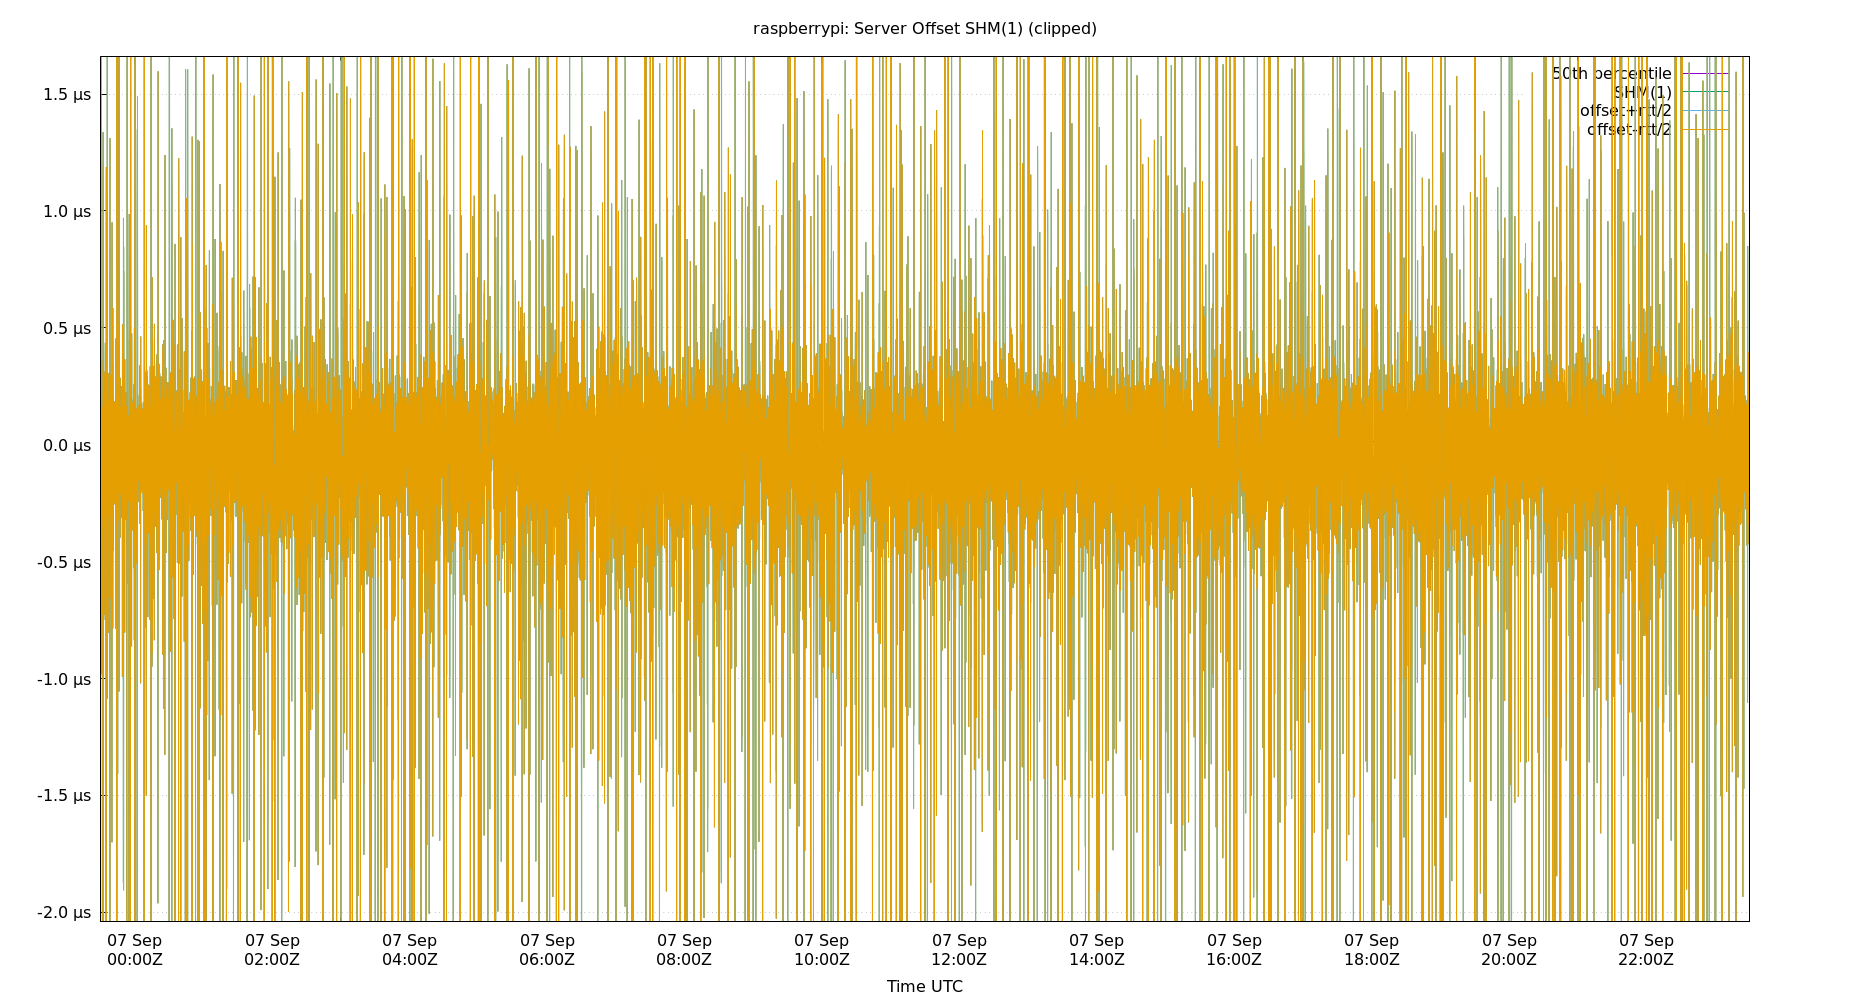 raspberrypi: Server Offset SHM(1) (clipped)
50th percentile
SHM(1)
offset+rtt/2
offset-rtt/2
1.5 µs
1.0 µs
0.5 µs
0.0 µs
-0.5 µs
-1.0 µs
-1.5 µs
-2.0 µs
07 Sep 07 Sep 07 Sep 07 Sep 07 Sep 07 Sep 07 Sep 07 Sep 07 Sep 07 Sep 07 Sep 07 Sep
00:00Z 02:00Z 04:00Z 06:00Z 08:00Z 10:00Z 12:00Z 14:00Z 16:00Z 18:00Z 20:00Z 22:00Z
Time UTC